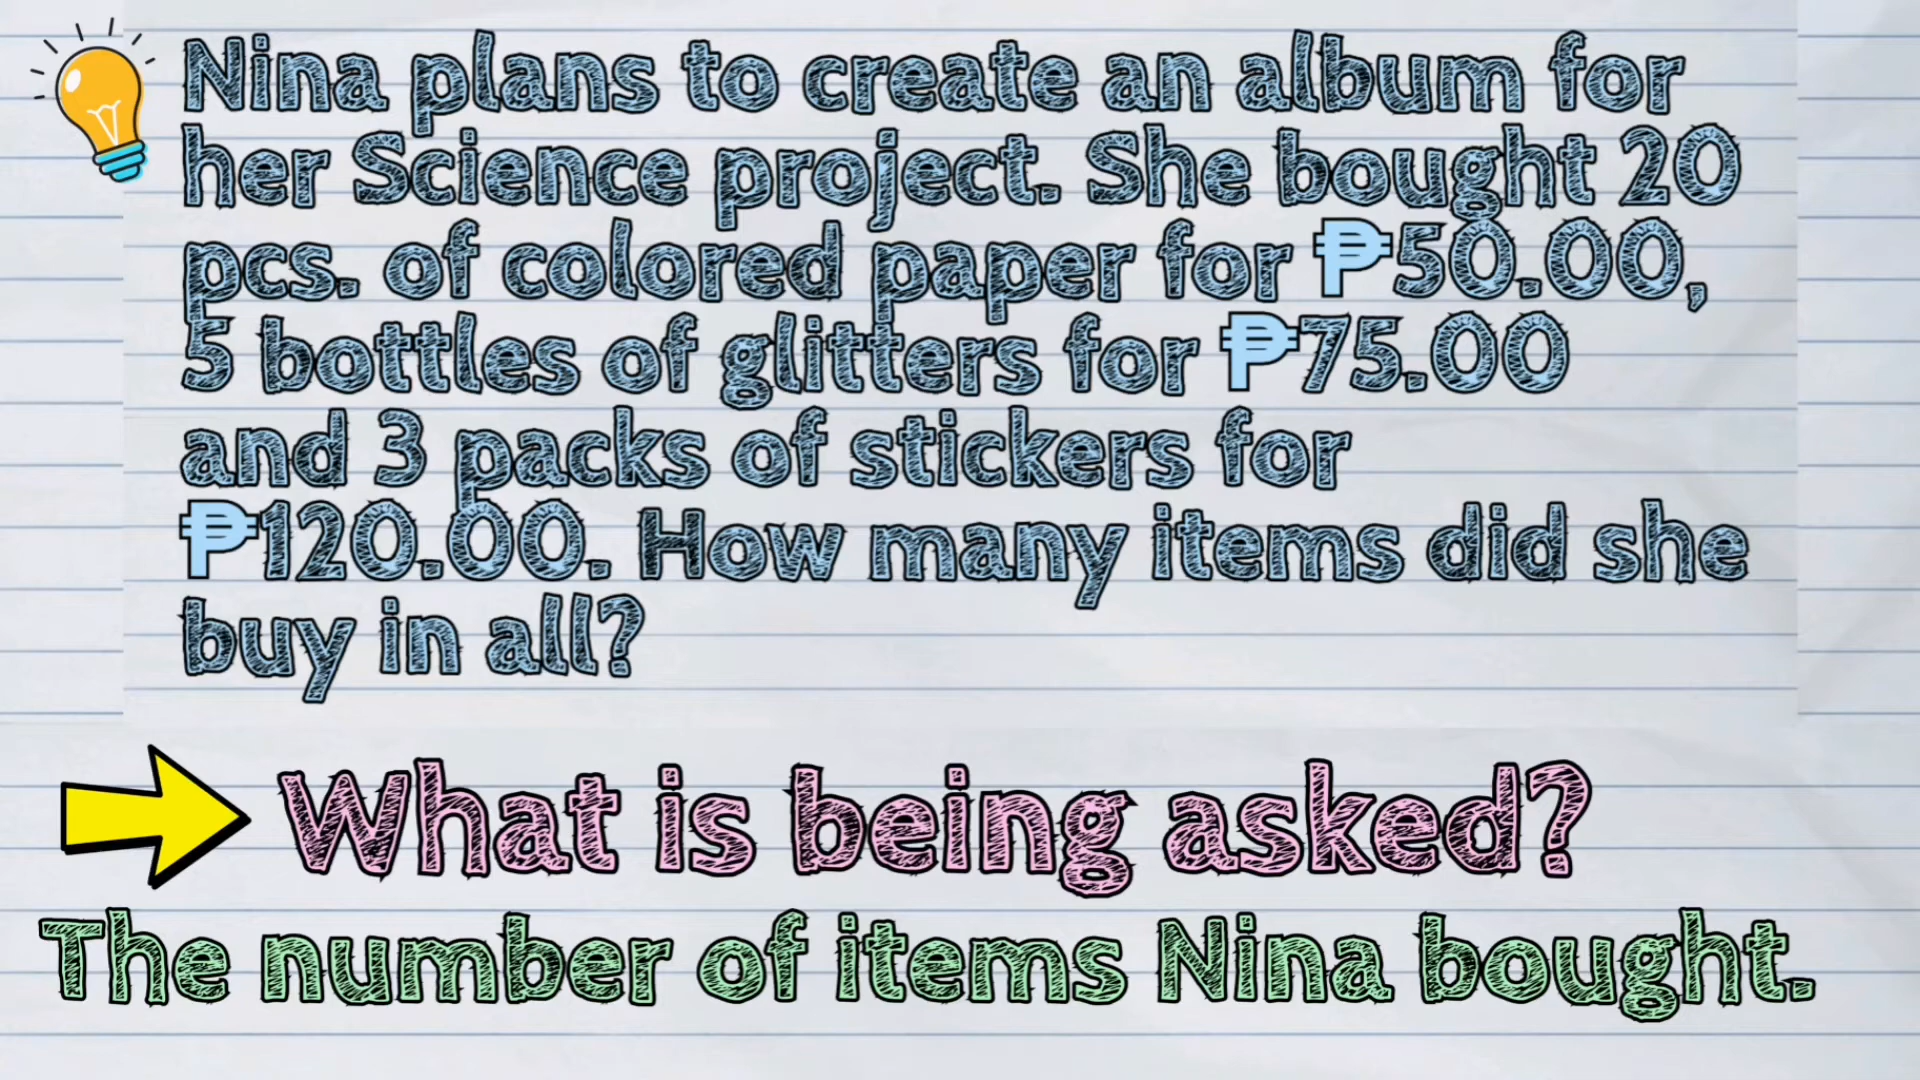 Nina plans to create an album for
her Science project. She bought 20
pcs. of colored paper for ₱50.00,
5 bottles of glitters for ₱75.00
and 3 packs of stickers for
₱120.00. How many items did she
buy in all?
What is being asked?
The number of items Nina bought.